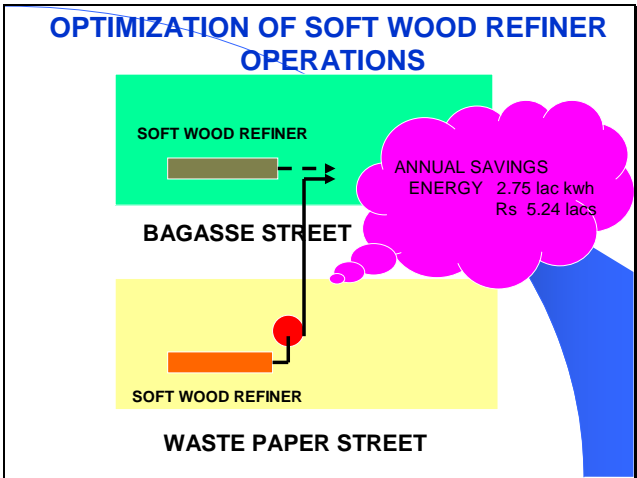 OPTIMIZATION OF SOFT WOOD REFINER
OPERATIONS
SOFT WOOD REFINER
ANNUAL SAVINGS
ENERGY 2.75 lac kwh
Rs 5.24 lacs
BAGASSE STREET
SOFT WOOD REFINER
WASTE PAPER STREET